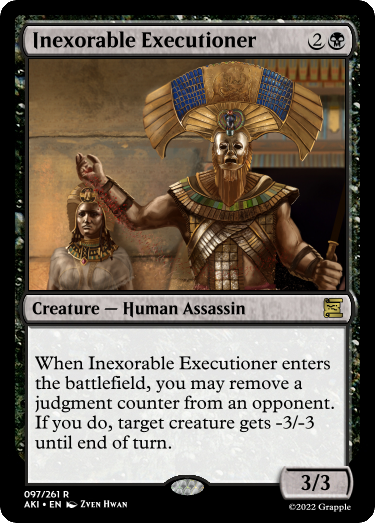 Inexorable Executioner 2
Creature — Human Assassin
When Inexorable Executioner enters
the battlefield, you may remove a
judgment counter from an opponent.
If you do, target creature gets -3/-3
until end of turn.
3/3
097/261 R
AKI • EN Zven Hwan
©2022 Grapple